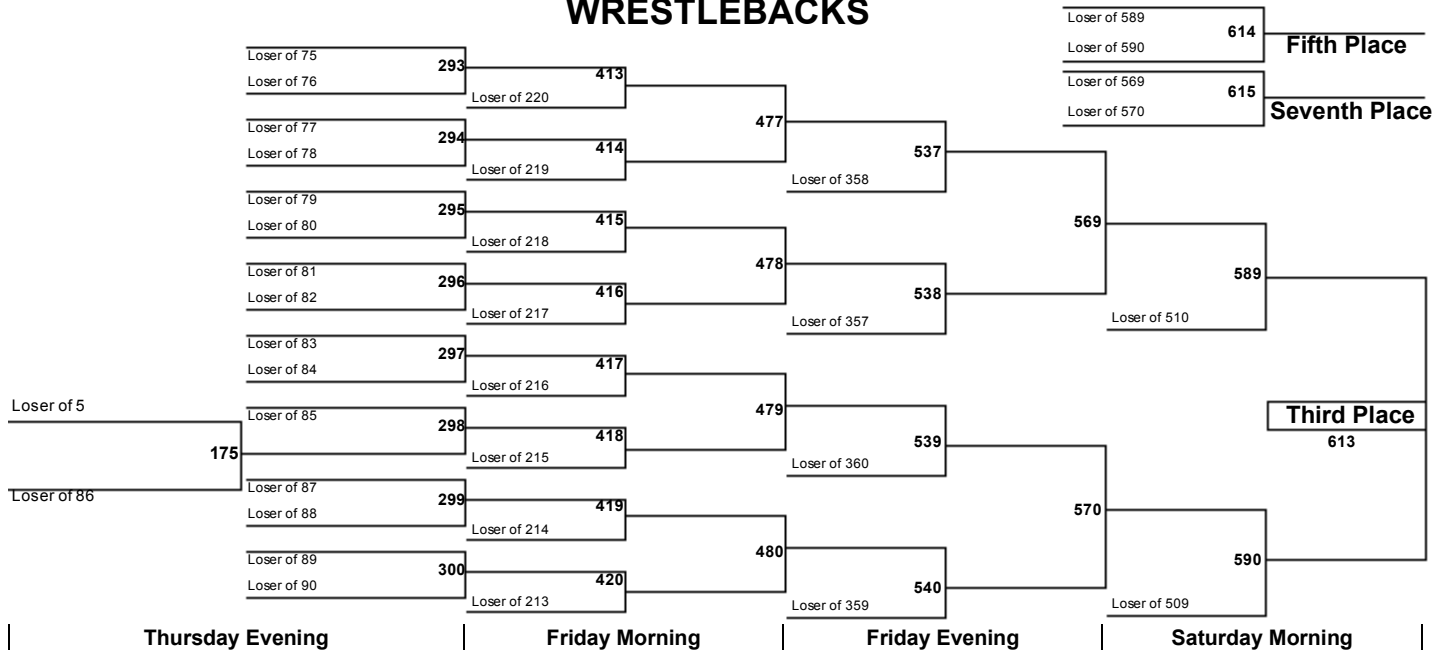 WRESTLEBACKS
Loser of 589
614
Loser of 590
Fifth Place
Loser of 569
615
Loser of 570
Seventh Place
Loser of 75
293
Loser of 76
Loser of 77
294
Loser of 78
Loser of 79
295
Loser of 80
Loser of 81
296
Loser of 82
Loser of 83
297
Loser of 84
Loser of 5
175
Loser of 86
Loser of 85
298
Loser of 87
299
Loser of 88
Loser of 89
300
Loser of 90
413
Loser of 220
414
Loser of 219
415
Loser of 218
416
Loser of 217
417
Loser of 216
418
Loser of 215
419
Loser of 214
420
Loser of 213
477
478
479
480
537
Loser of 358
538
Loser of 357
539
Loser of 360
540
Loser of 359
569
570
589
Loser of 510
590
Loser of 509
Third Place
613
Thursday Evening
Friday Morning
Friday Evening
Saturday Morning